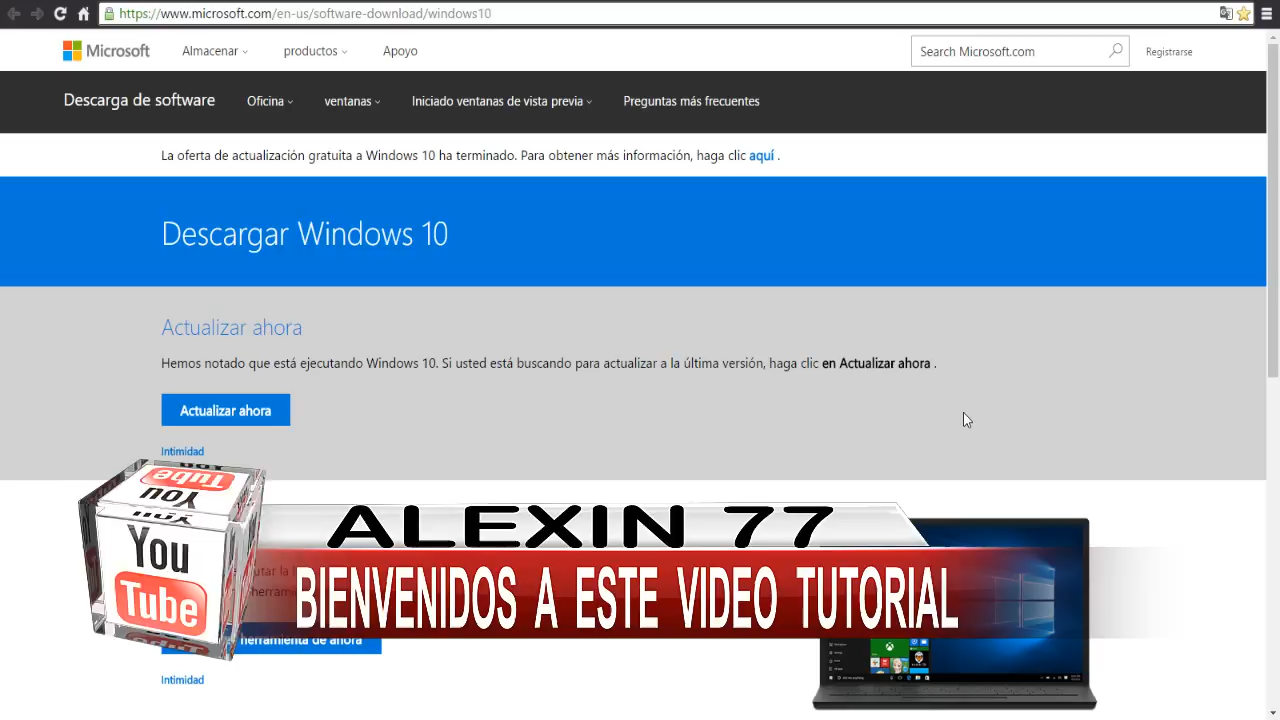 https://www.microsoft.com/en-us/software-download/windows10
Microsoft Almacenar productos Apoyo Search Microsoft.com Registrarse
Descarga de software Oficina ventanas Iniciado ventanas de vista previa Preguntas más frecuentes
La oferta de actualización gratuita a Windows 10 ha terminado. Para obtener más información, haga clic aquí .
Descargar Windows 10
Actualizar ahora
Hemos notado que está ejecutando Windows 10. Si usted está buscando para actualizar a la última versión, haga clic en Actualizar ahora .
Actualizar ahora
Intimidad
You Tube
You Tube
ALEXIN 77
BIENVENIDOS A ESTE VIDEO TUTORIAL
herramienta de ahora
Intimidad